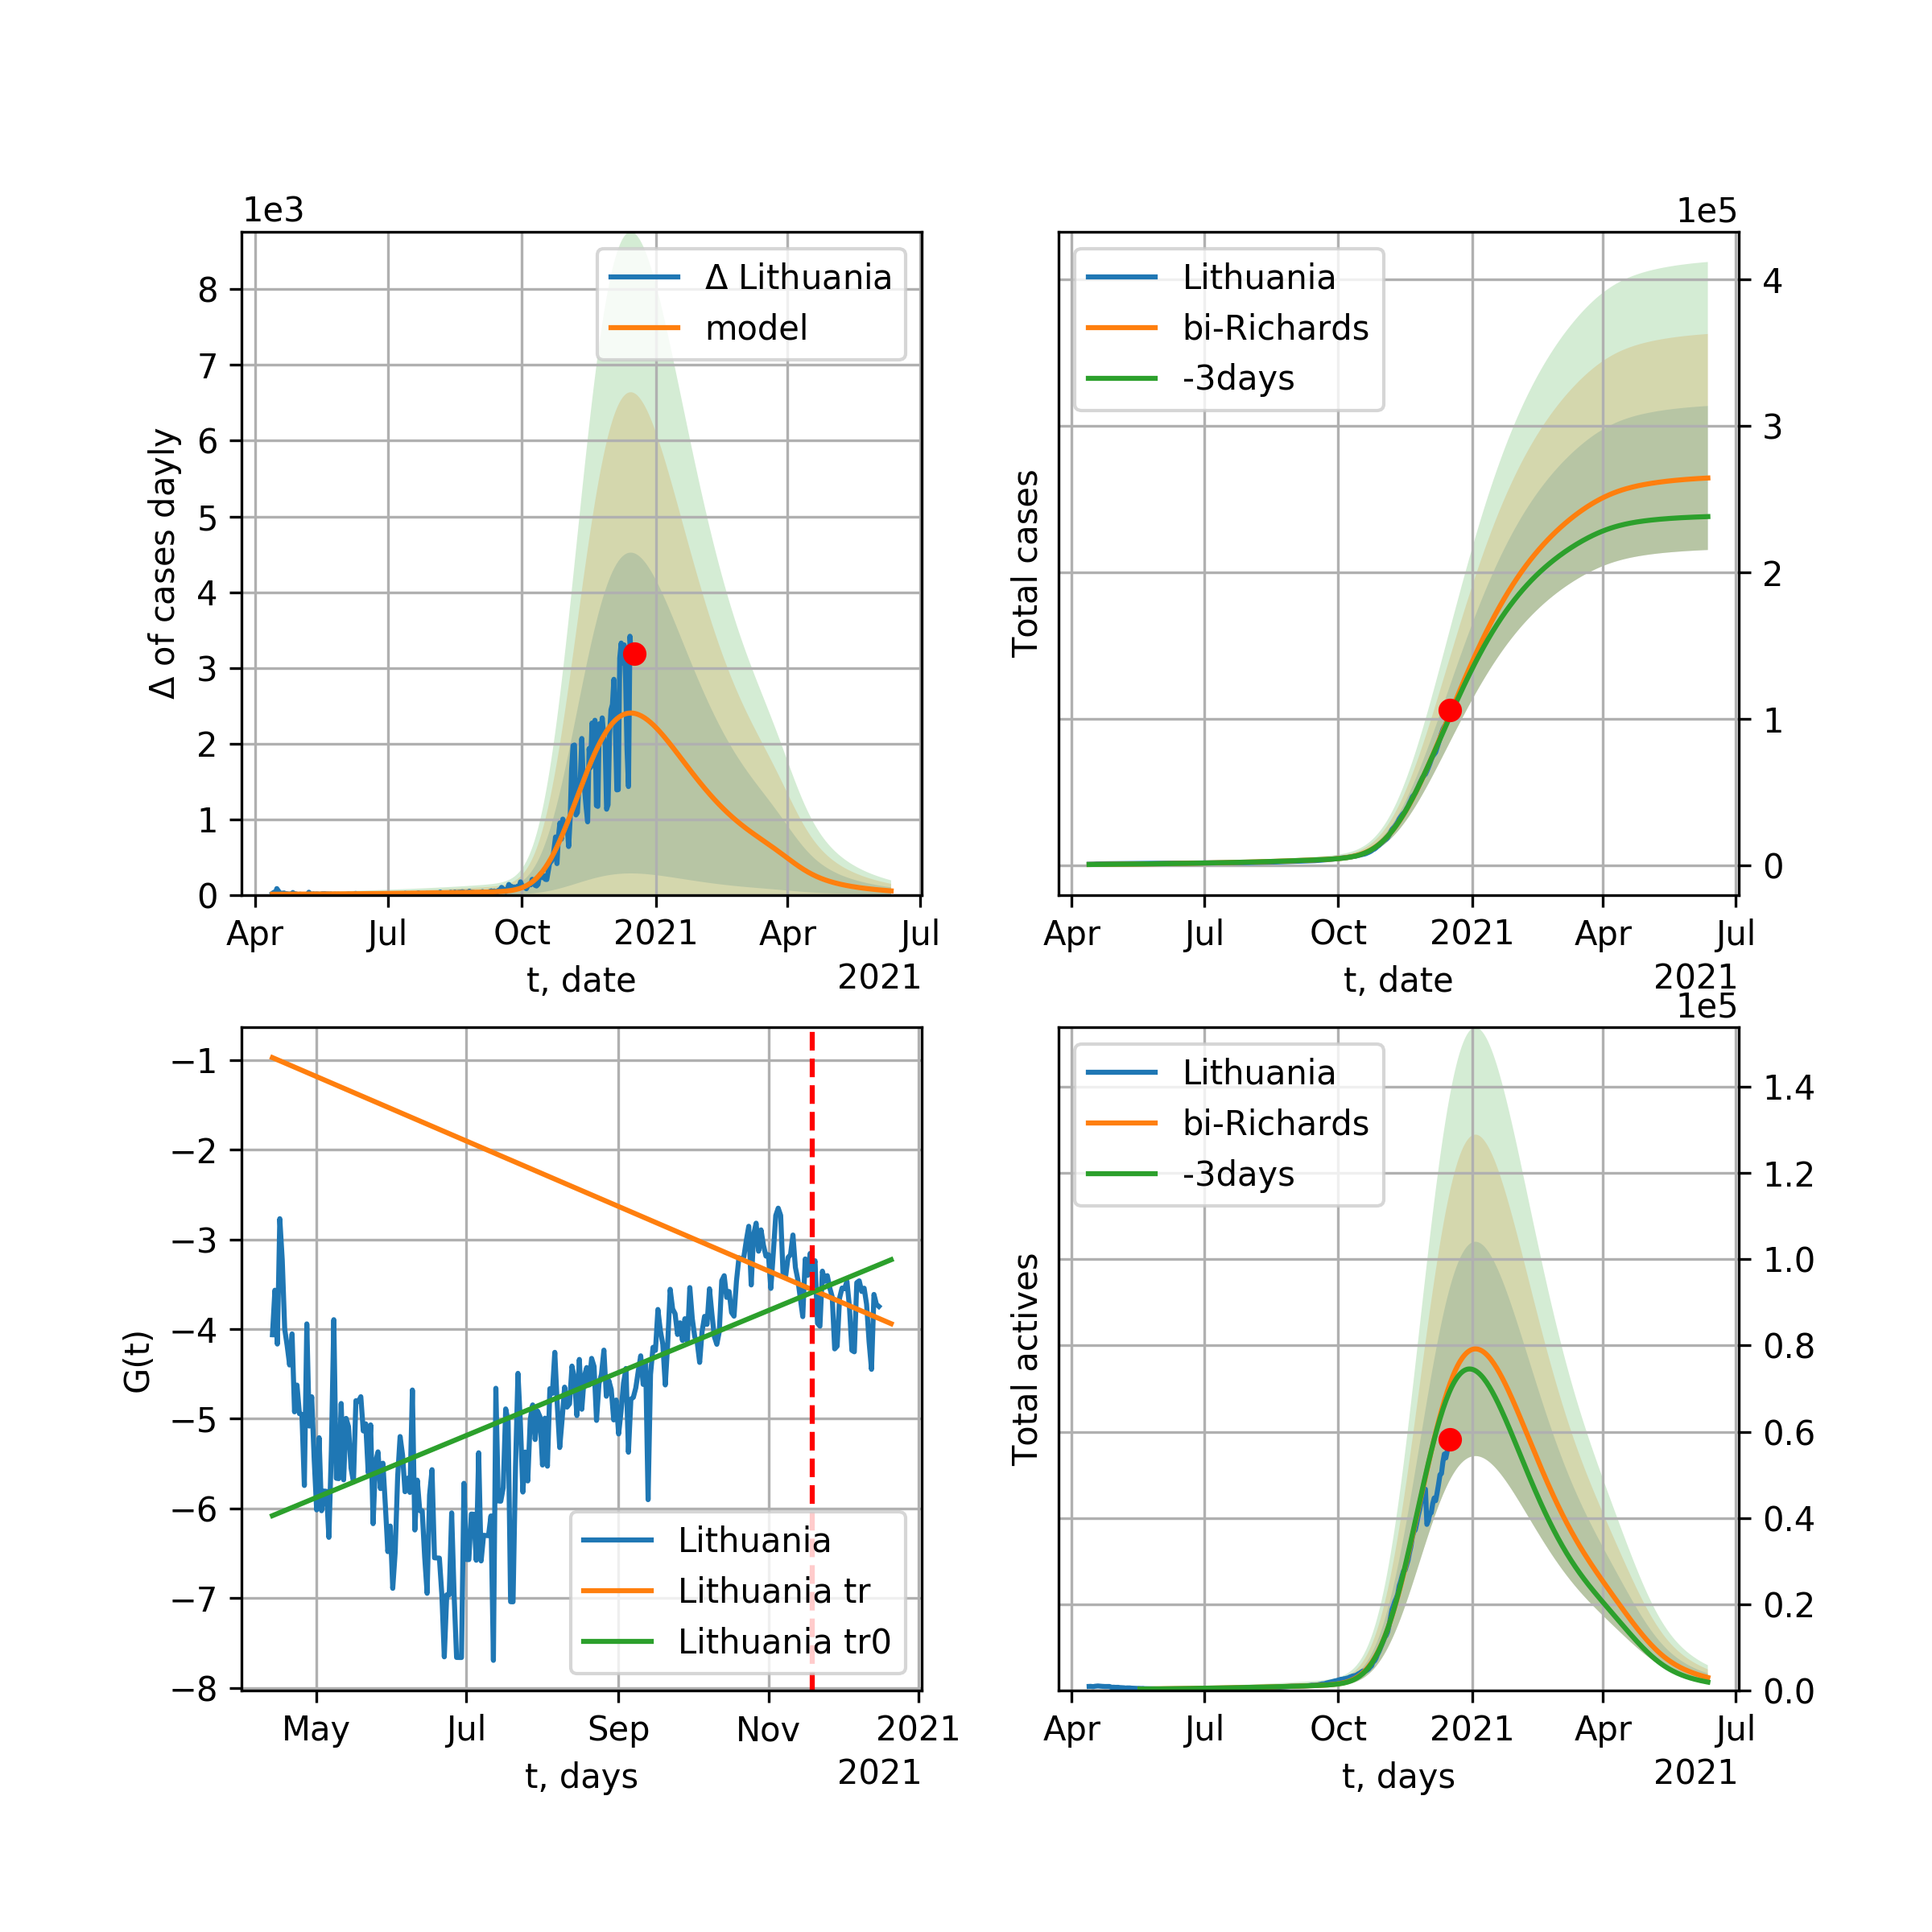 1e3
Δ of cases dayly
8
7
6
5
4
3
2
1
0
Δ Lithuania
model
Apr Jul Oct 2021 Apr Jul
t, date
2021
1e5
Total cases
Lithuania
bi-Richards
-3days
4
3
2
1
0
Apr Jul Oct 2021 Apr Jul
t, date
2021
G(t)
−1
−2
−3
−4
−5
−6
−7
−8
Lithuania
Lithuania tr
Lithuania tr0
May Jul Sep Nov 2021
t, days
2021
1e5
Total actives
Lithuania
bi-Richards
-3days
1.4
1.2
1.0
0.8
0.6
0.4
0.2
0.0
Apr Jul Oct 2021 Apr Jul
t, days
2021